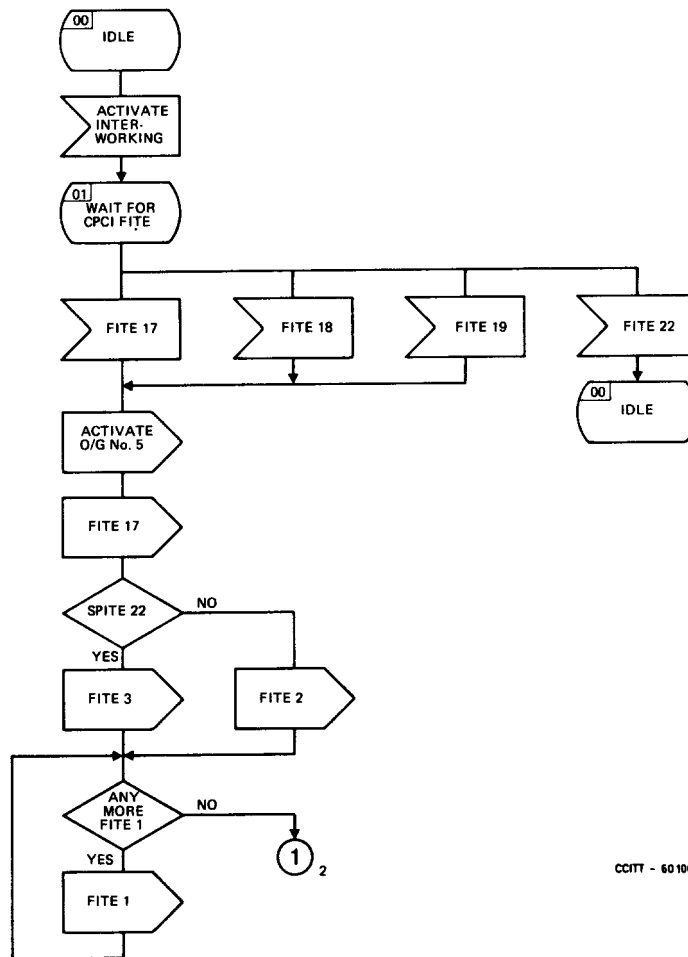 00
IDLE
ACTIVATE
INTER-
WORKING
01
WAIT FOR
CPCI FITE
FITE 17
FITE 18
FITE 19
FITE 22
00
IDLE
ACTIVATE
O/G No. 5
FITE 17
SPITE 22
NO
YES
FITE 3
FITE 2
ANY
MORE
FITE 1
NO
1
2
YES
FITE 1